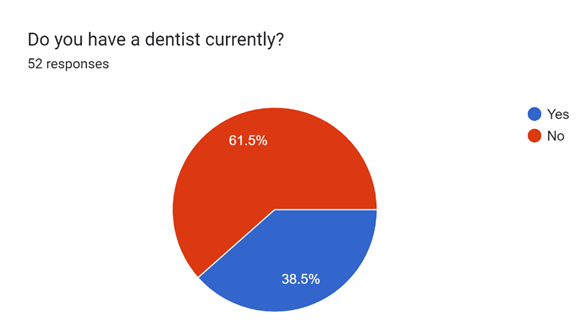 Do you have a dentist currently?
52 responses
Yes
No
61.5%
38.5%